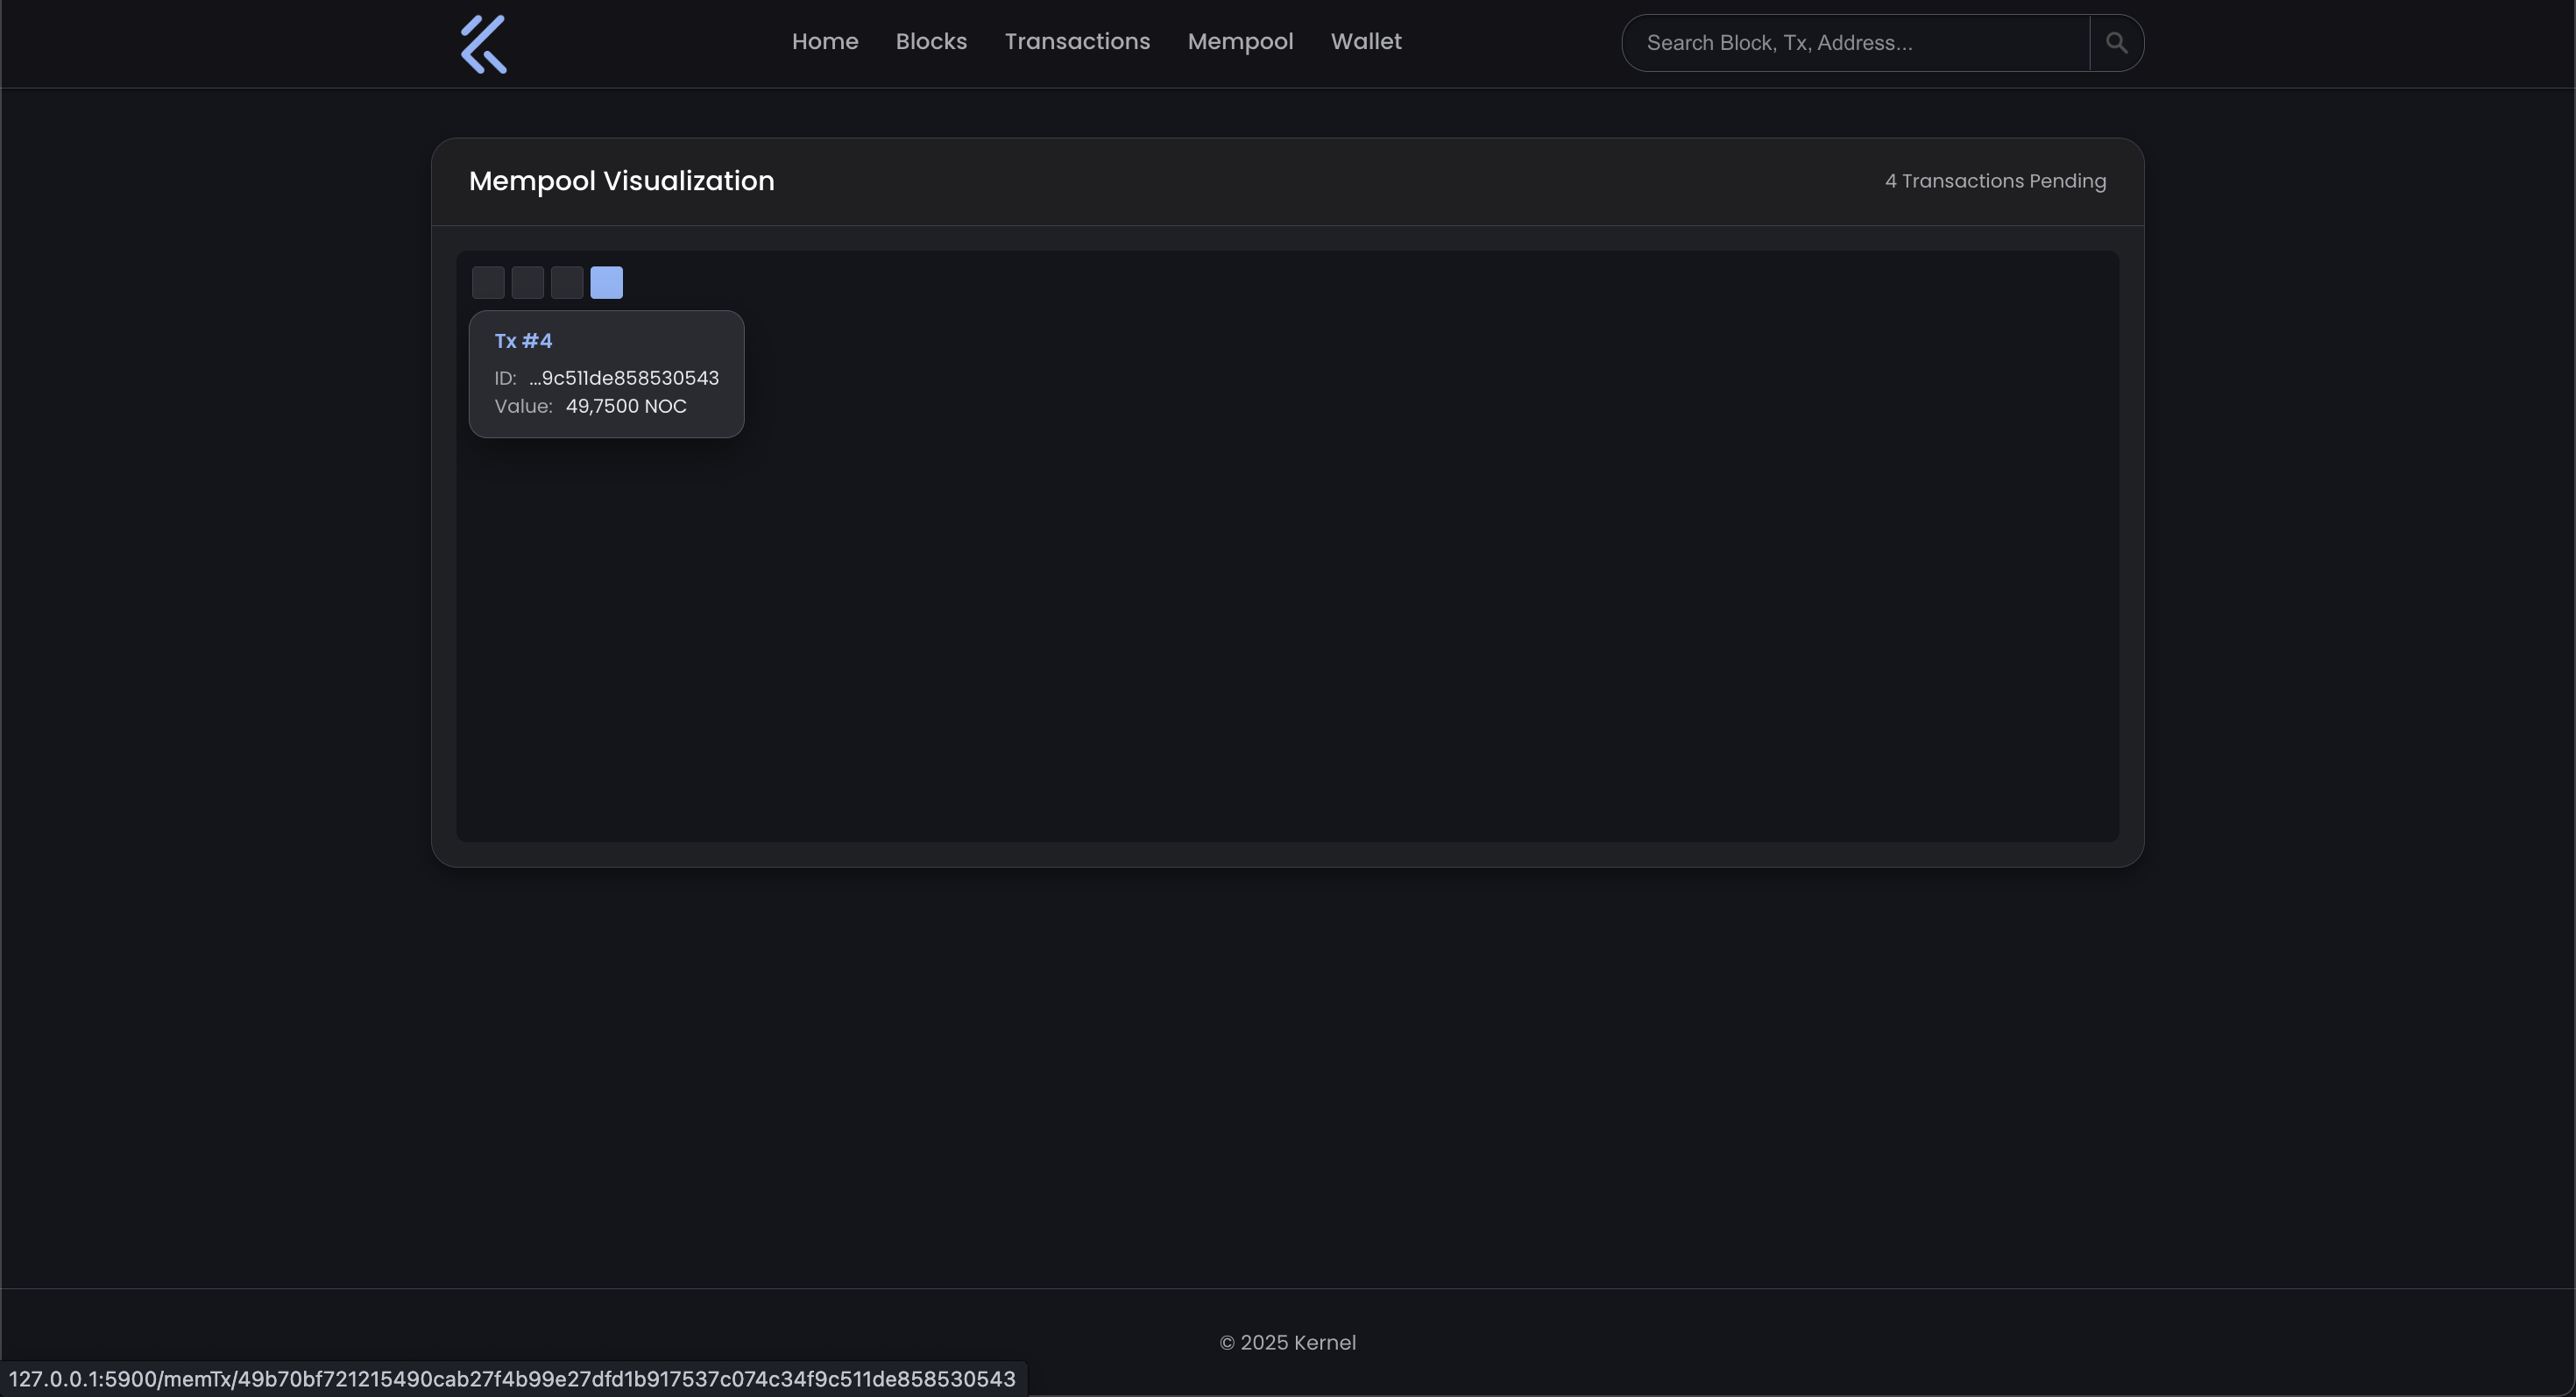 Home Blocks Transactions Mempool Wallet Search Block, Tx, Address...
Mempool Visualization 4 Transactions Pending
Tx #4
ID: ...9c511de858530543
Value: 49,7500 NOC
© 2025 Kernel
127.0.0.1:5900/memTx/49b70bf721215490cab27f4b99e27dfd1b917537c074c34f9c511de858530543